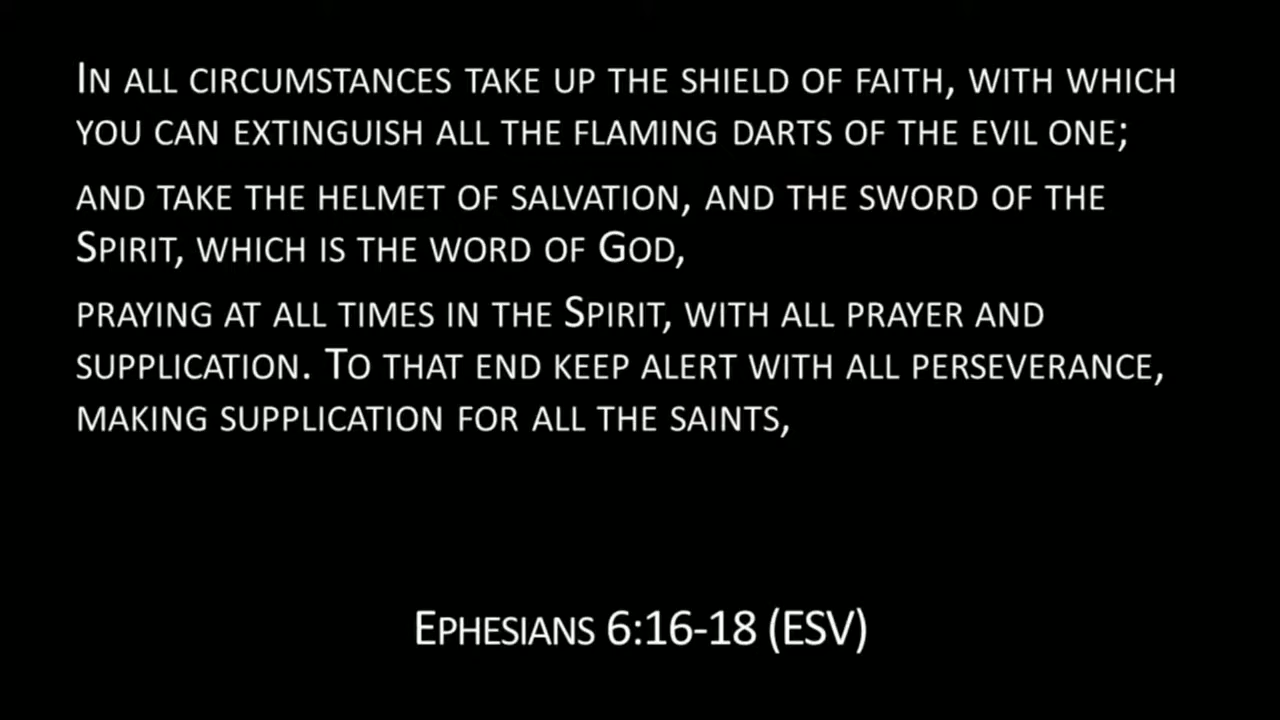 In all circumstances take up the shield of faith, with which
you can extinguish all the flaming darts of the evil one;
and take the helmet of salvation, and the sword of the
Spirit, which is the word of God,
praying at all times in the Spirit, with all prayer and
supplication. To that end keep alert with all perseverance,
making supplication for all the saints,
Ephesians 6:16-18 (ESV)